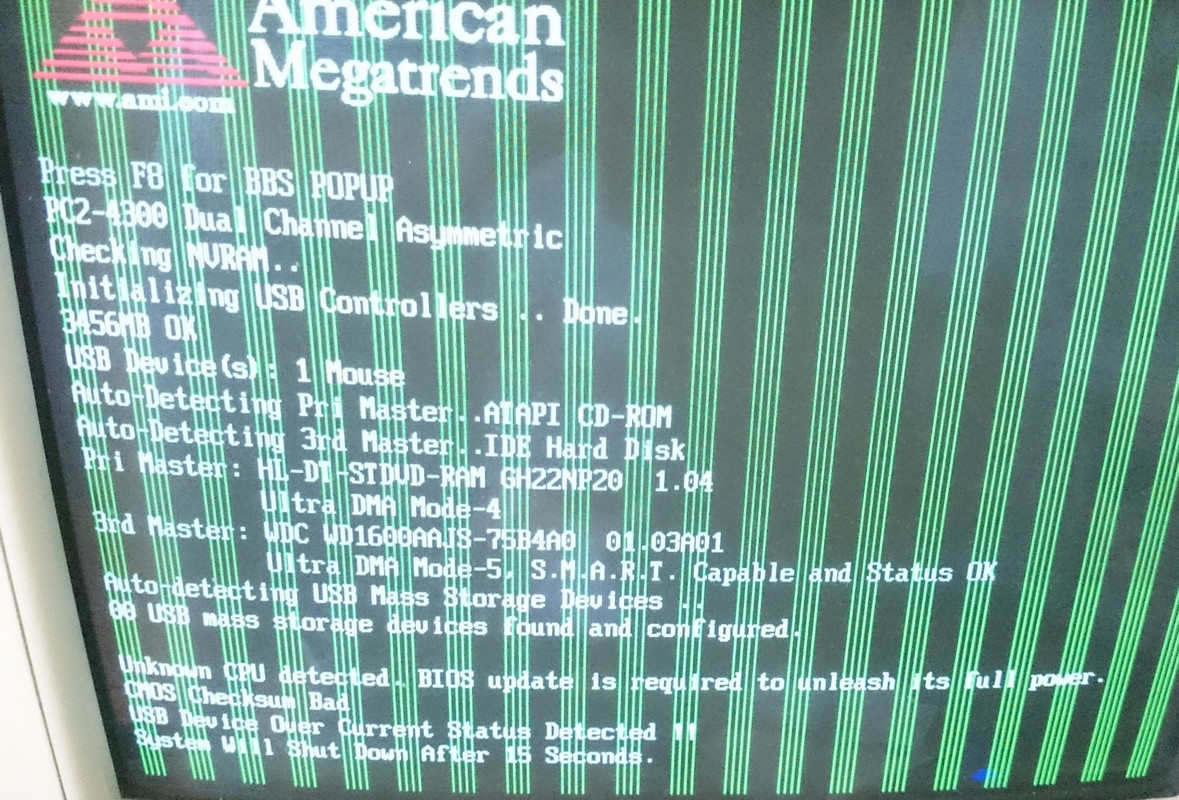 American
Megatrends
www.ami.com
Press F8 for BBS POPUP
PC2-4300 Dual Channel Asymmetric
Checking NVRAM..
Initializing USB Controllers .. Done.
3456MB OK
USB Device(s): 1 Mouse
Auto-Detecting Pri Master..ATAPI CD-ROM
Auto-Detecting 3rd Master..IDE Hard Disk
Pri Master: HL-DT-STDVD-RAM GH22NP20 1.04
Ultra DMA Mode-4
3rd Master: WDC WD1600AAJS-75B4A0 01.03A01
Ultra DMA Mode-5, S.M.A.R.T. Capable and Status OK
Auto-detecting USB Mass Storage Devices ..
00 USB mass storage devices found and configured.
Unknown CPU detected. BIOS update is required to unleash its full power.
CMOS Checksum Bad
USB Device Over Current Status Detected !!
System Will Shut Down After 15 Seconds.